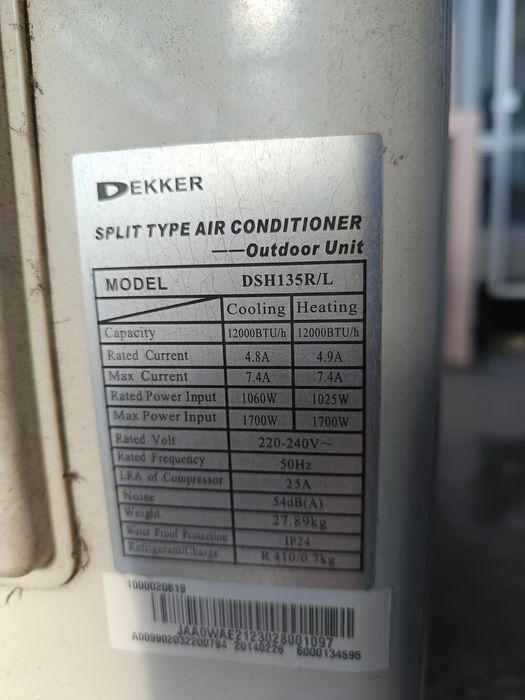 DEKKER
SPLIT TYPE AIR CONDITIONER
——Outdoor Unit
MODEL DSH135R/L
Cooling Heating
Capacity 12000BTU/h 12000BTU/h
Rated Current 4.8A 4.9A
Max Current 7.4A 7.4A
Rated Power Input 1060W 1025W
Max Power Input 1700W 1700W
Rated Volt 220-240V~
Rated Frequency 50Hz
LRA of Compressor 25A
Noise 54dB(A)
Weight 27.89kg
Water Proof Protection IP24
Refrigerant/Charge R 410/0.7kg
1000020619
JAA0WAE2123028001097
A009902032200794 20140226 6000134595